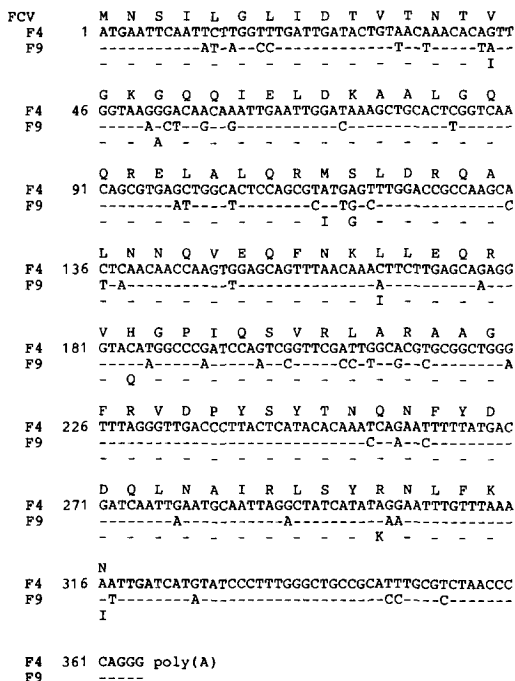 FCV M N S I L G L I D T V T N T V
F4 1 ATGAATTCAATTCTTGGTTTGATTGATACTGTAACAAACACAGTT
F9 -----------AT-A--CC-------------T--T-----TA--
I
G K G Q Q I E L D K A A L G Q
F4 46 GGTAAGGGACAACAAATTGAATTGGATAAAGCTGCACTCGGTCAA
F9 -----A-CT--G--G-----------C-----------T------
- - A - - - - - - - - - - - -
Q R E L A L Q R M S L D R Q A
F4 91 CAGCGTGAGCTGGCACTCCAGCGTATGAGTTTGGACCGCCAAGCA
F9 --------AT----T--------C--TG-C--------------C
- - - - - - - - I G - - - - -
L N N Q V E Q F N K L L E Q R
F4 136 CTCAACAACCAAGTGGAGCAGTTTAACAAACTTCTTGAGCAGAGG
F9 T-A-----------T---------------A----------A---
- - - - - - - - - - I - - - -
V H G P I Q S V R L A R A A G
F4 181 GTACATGGCCCGATCCAGTCGGTTCGATTGGCACGTGCGGCTGGG
F9 -----A-----A-----A--C-----CC-T--G--C--------A
- Q - - - - - - - - - - - - -
F R V D P Y S Y T N Q N F Y D
F4 226 TTTAGGGTTGACCCTTACTCATACACAAATCAGAATTTTTATGAC
F9 -----------------------------C--A--C---------
- - - - - - - - - - - - - - -
D Q L N A I R L S Y R N L F K
F4 271 GATCAATTGAATGCAATTAGGCTATCATATAGGAATTTGTTTAAA
F9 --------A-----------A----------AA------------
- - - - - - - - - - K - - - -
N
F4 316 AATTGATCATGTATCCCTTTGGGCTGCCGCATTTGCGTCTAACCC
F9 -T--------A--------------------CC----C-------
I
F4 361 CAGGG poly(A)
F9 -----